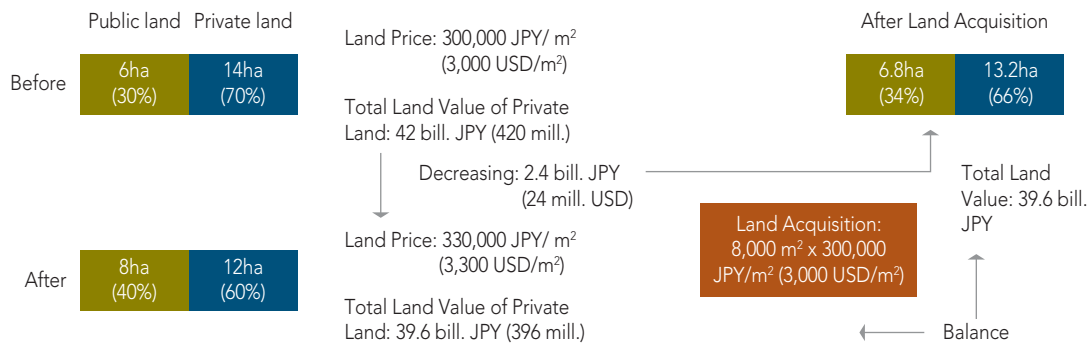 Public land Private land
Before
6ha
(30%)
14ha
(70%)
Land Price: 300,000 JPY/ m²
(3,000 USD/m²)
Total Land Value of Private
Land: 42 bill. JPY (420 mill.)
Decreasing: 2.4 bill. JPY
(24 mill. USD)
After
8ha
(40%)
12ha
(60%)
Land Price: 330,000 JPY/ m²
(3,300 USD/m²)
Total Land Value of Private
Land: 39.6 bill. JPY (396 mill.)
After Land Acquisition
6.8ha
(34%)
13.2ha
(66%)
Land Acquisition:
8,000 m² x 300,000
JPY/m² (3,000 USD/m²)
Total Land
Value: 39.6 bill.
JPY
Balance